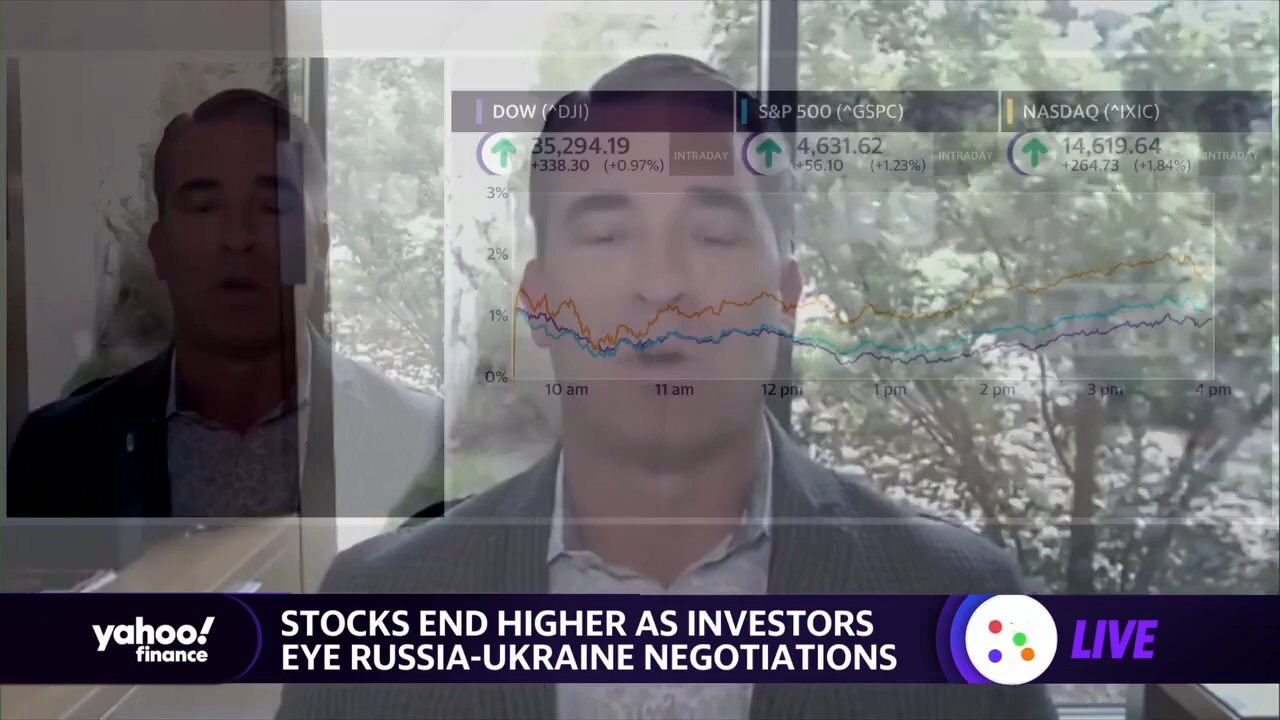 DOW (^DJI)
35,294.19
+338.30 (+0.97%)
INTRADAY
S&P 500 (^GSPC)
4,631.62
+56.10 (+1.23%)
INTRADAY
NASDAQ (^IXIC)
14,619.64
+264.73 (+1.84%)
INTRADAY
3%
2%
1%
0%
10 am 11 am 12 pm 1 pm 2 pm 3 pm 4 pm
yahoo!
finance
STOCKS END HIGHER AS INVESTORS
EYE RUSSIA-UKRAINE NEGOTIATIONS
LIVE